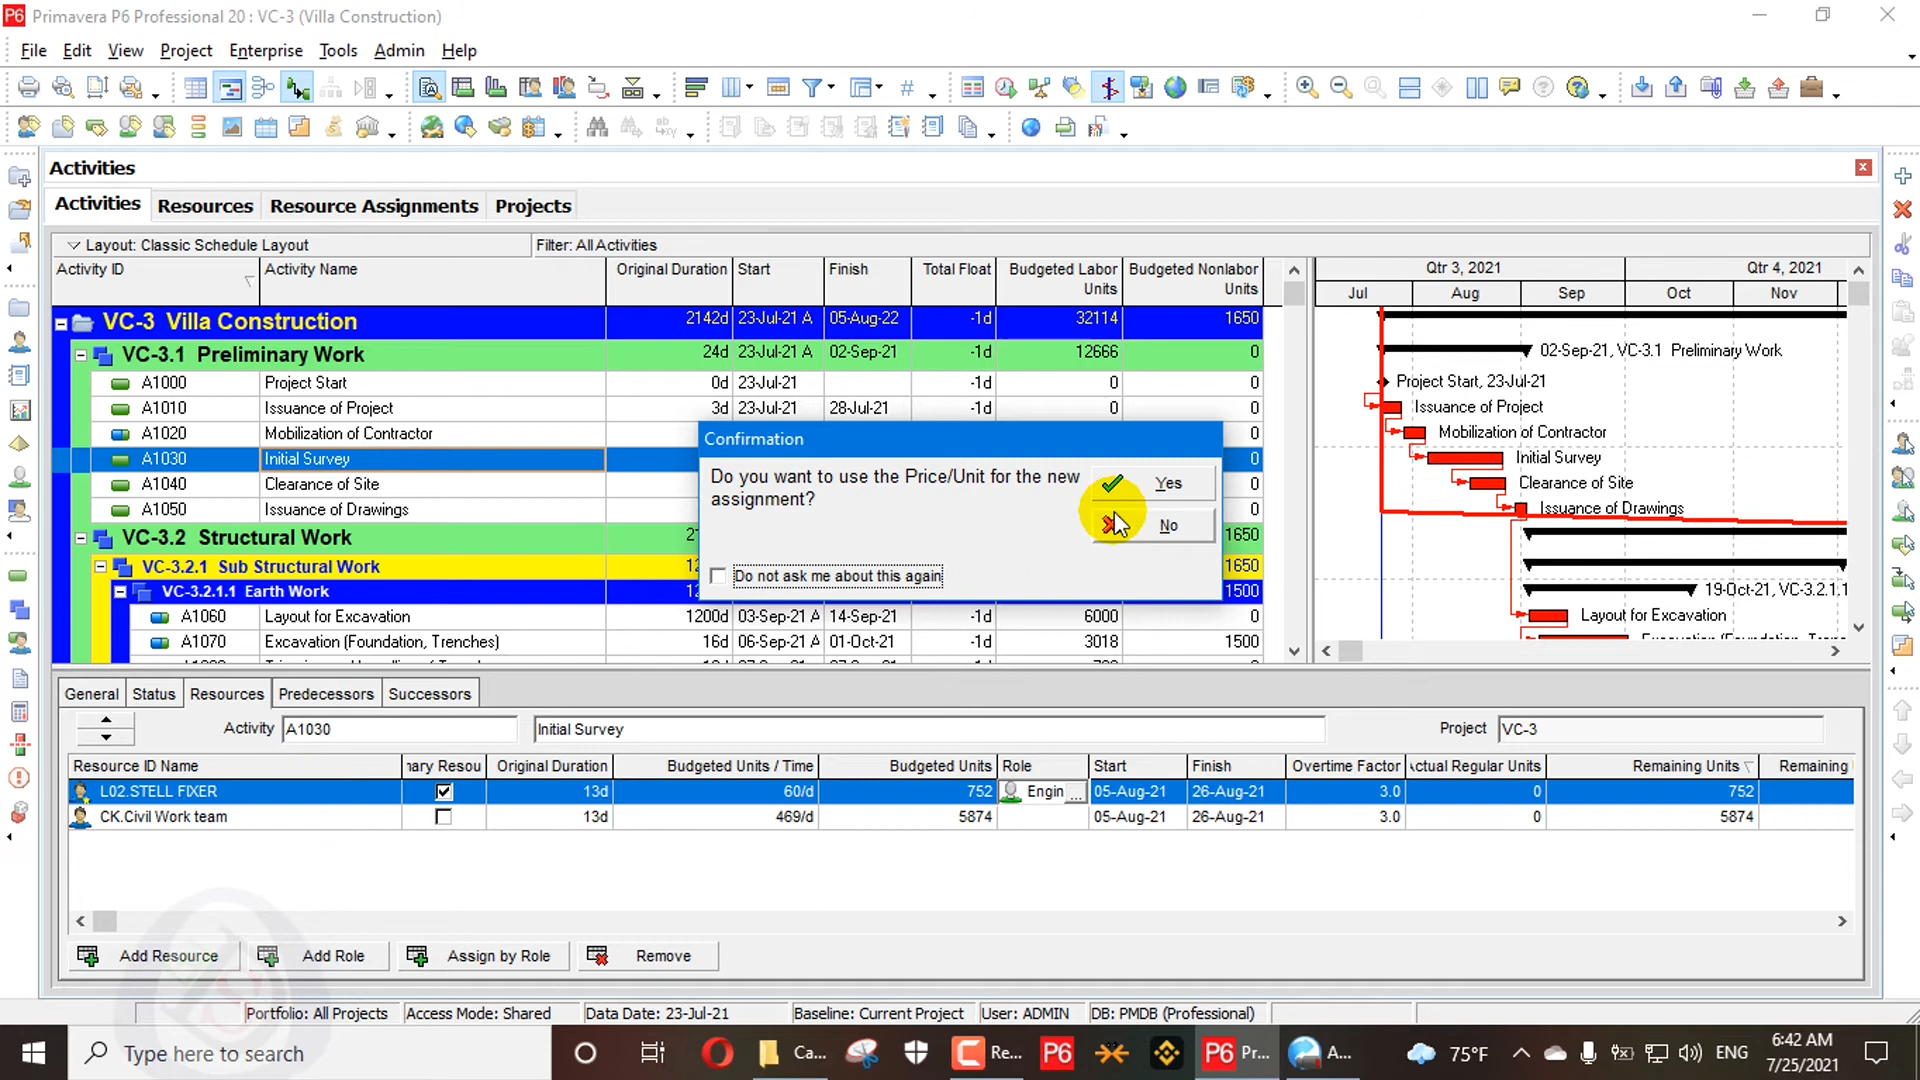 P6 Primavera P6 Professional 20 : VC-3 (Villa Construction)
File Edit View Project Enterprise Tools Admin Help
Activities
Activities Resources Resource Assignments Projects
Layout: Classic Schedule Layout Filter: All Activities
Activity ID Activity Name Original Duration Start Finish Total Float Budgeted Labor Units Budgeted Nonlabor Units
Qtr 3, 2021 Qtr 4, 2021
Jul Aug Sep Oct Nov
VC-3 Villa Construction 2142d 23-Jul-21 A 05-Aug-22 -1d 32114 1650
VC-3.1 Preliminary Work 24d 23-Jul-21 A 02-Sep-21 -1d 12666 0 02-Sep-21, VC-3.1 Preliminary Work
A1000 Project Start 0d 23-Jul-21 -1d 0 0 Project Start, 23-Jul-21
A1010 Issuance of Project 3d 23-Jul-21 28-Jul-21 -1d 0 0 Issuance of Project
A1020 Mobilization of Contractor 0 Mobilization of Contractor
A1030 Initial Survey 0 Initial Survey
A1040 Clearance of Site 0 Clearance of Site
A1050 Issuance of Drawings 0 Issuance of Drawings
VC-3.2 Structural Work 1650
VC-3.2.1 Sub Structural Work 1650
VC-3.2.1.1 Earth Work 1500 19-Oct-21, VC-3.2.1.1
A1060 Layout for Excavation 1200d 03-Sep-21 A 14-Sep-21 -1d 6000 0 Layout for Excavation
A1070 Excavation (Foundation, Trenches) 16d 06-Sep-21 A 01-Oct-21 -1d 3018 1500
Confirmation
Do you want to use the Price/Unit for the new
assignment?
Yes
No
Do not ask me about this again
General Status Resources Predecessors Successors
Activity A1030 Initial Survey Project VC-3
Resource ID Name nary Resou Original Duration Budgeted Units / Time Budgeted Units Role Start Finish Overtime Factor Actual Regular Units Remaining Units Remaining
L02.STELL FIXER 13d 60/d 752 Engin ... 05-Aug-21 26-Aug-21 3.0 0 752
CK.Civil Work team 13d 469/d 5874 05-Aug-21 26-Aug-21 3.0 0 5874
Add Resource Add Role Assign by Role Remove
Portfolio: All Projects Access Mode: Shared Data Date: 23-Jul-21 Baseline: Current Project User: ADMIN DB: PMDB (Professional)
Type here to search Ca... Re... P6 P6 Pr... A... 75°F ENG 6:42 AM
7/25/2021